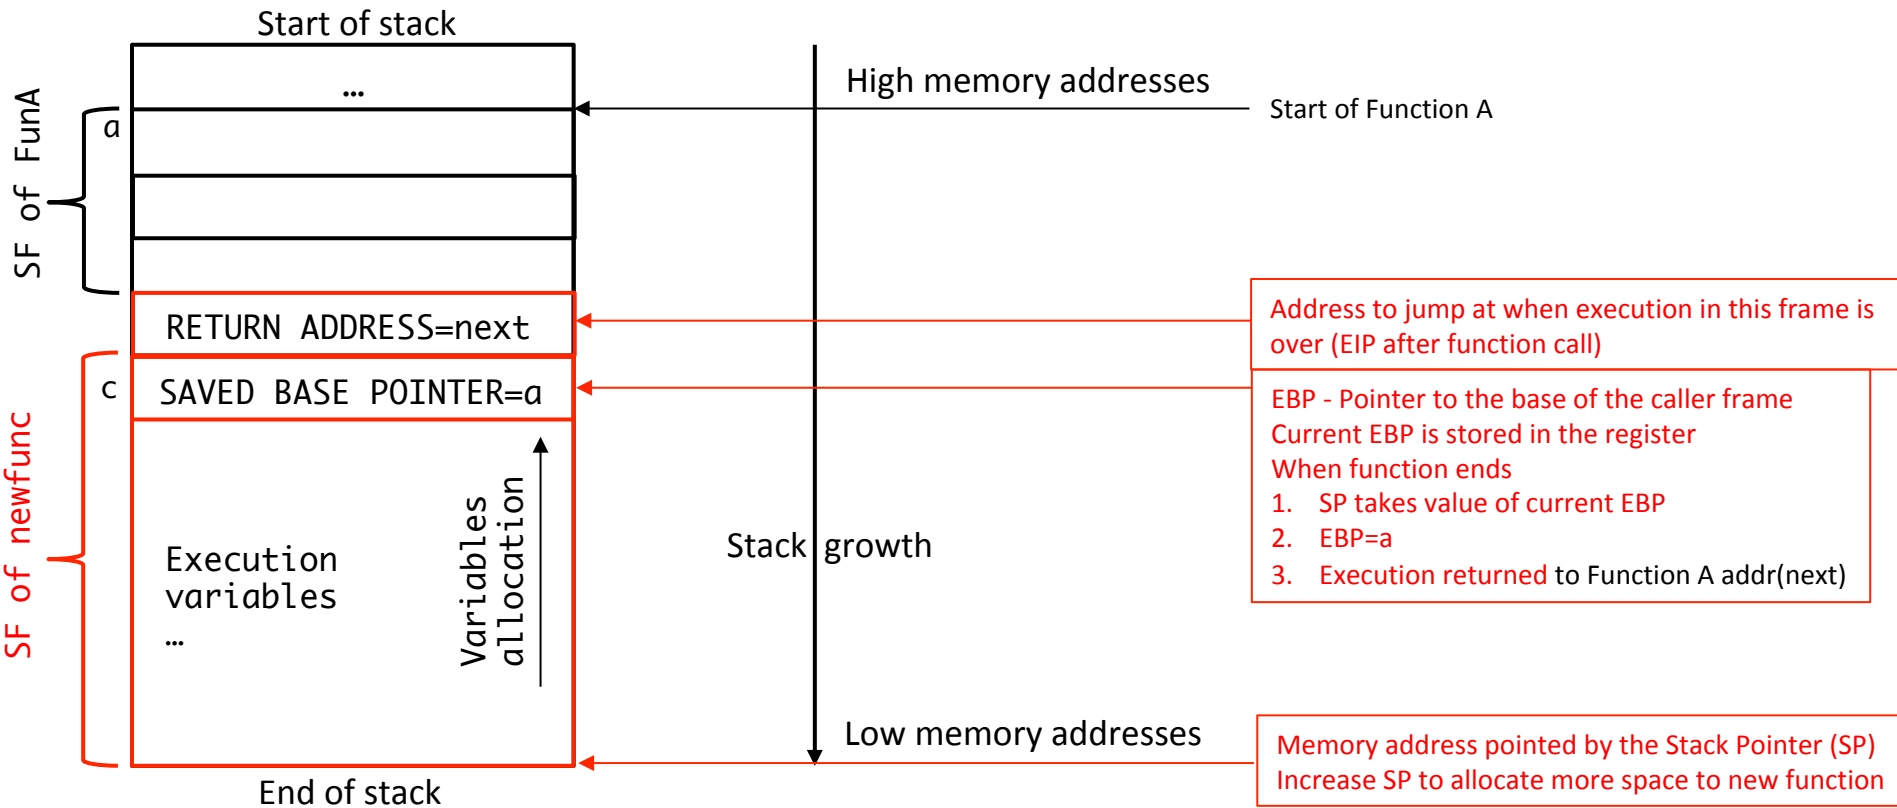 Start of stack
…
High memory addresses
Start of Function A
a
SF of FunA
RETURN ADDRESS=next
Address to jump at when execution in this frame is
over (EIP after function call)
c
SAVED BASE POINTER=a
EBP - Pointer to the base of the caller frame
Current EBP is stored in the register
When function ends
1. SP takes value of current EBP
2. EBP=a
3. Execution returned to Function A addr(next)
SF of newfunc
Execution
variables
…
Variables
allocation
Stack growth
Low memory addresses
Memory address pointed by the Stack Pointer (SP)
Increase SP to allocate more space to new function
End of stack